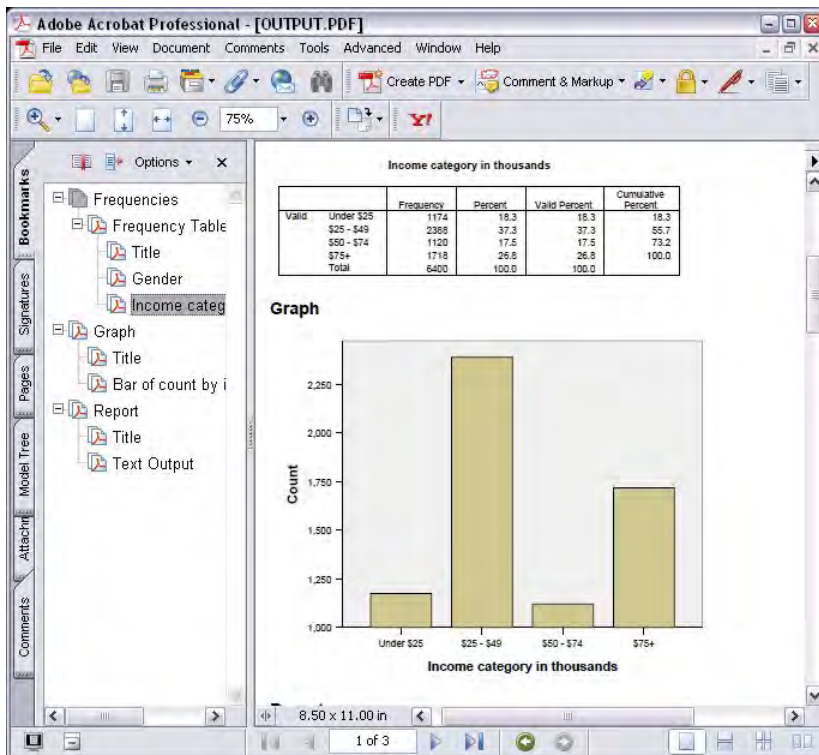 Adobe Acrobat Professional - [OUTPUT.PDF]
File Edit View Document Comments Tools Advanced Window Help
Create PDF Comment & Markup
75% Y!
Bookmarks
Signatures
Pages
Model Tree
Attachm
Comments
Options x
Frequencies
Frequency Table
Title
Gender
Income categ
Graph
Title
Bar of count by i
Report
Title
Text Output
Income category in thousands
Frequency Percent Valid Percent Cumulative Percent
Valid Under $25 1174 18.3 18.3 18.3
$25 - $49 2388 37.3 37.3 55.7
$50 - $74 1120 17.5 17.5 73.2
$75+ 1718 26.8 26.8 100.0
Total 6400 100.0 100.0
Graph
2,250
2,000
1,750
1,500
1,250
1,000
Count
Under $25 $25 - $49 $50 - $74 $75+
Income category in thousands
8.50 x 11.00 in
1 of 3